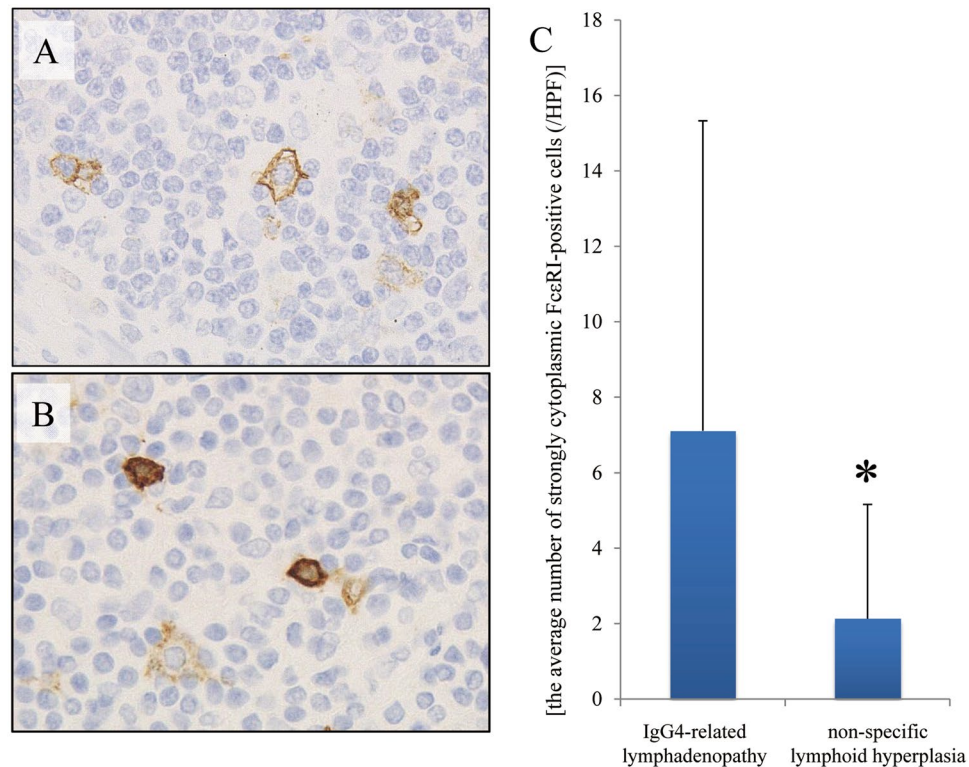 A
B
C
[the average number of strongly cytoplasmic FcεRI-positive cells (/HPF)]
18
16
14
12
10
8
6
4
2
0
*
IgG4-related
lymphadenopathy
non-specific
lymphoid hyperplasia